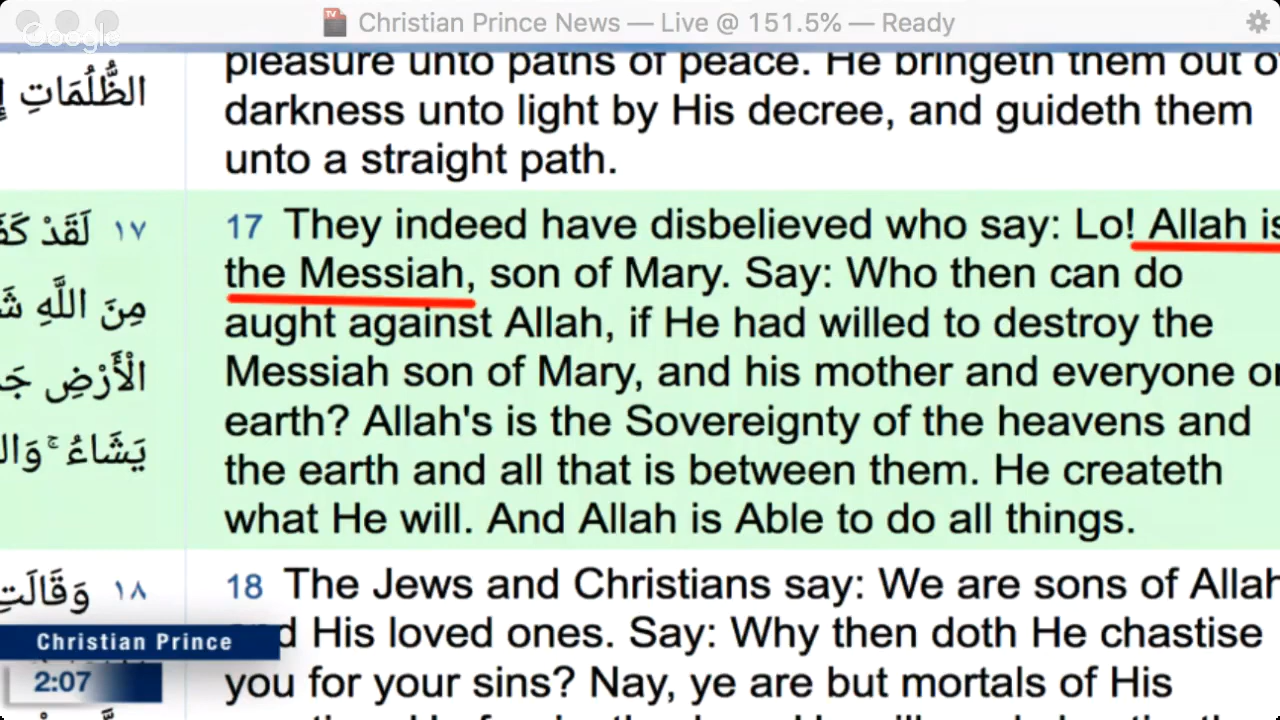 Christian Prince News — Live @ 151.5% — Ready
Google
pleasure unto paths of peace. He bringeth them out o
الظُّلُمَاتِ
darkness unto light by His decree, and guideth them
unto a straight path.
١٧ لَقَدْ كَفَ
17 They indeed have disbelieved who say: Lo! Allah is
the Messiah, son of Mary. Say: Who then can do
مِنَ اللَّهِ شَ
aught against Allah, if He had willed to destroy the
الْأَرْضِ جَ
Messiah son of Mary, and his mother and everyone on
earth? Allah's is the Sovereignty of the heavens and
يَشَاءُ ۚ وَال
the earth and all that is between them. He createth
what He will. And Allah is Able to do all things.
١٨ وَقَالَتِ
18 The Jews and Christians say: We are sons of Allah
and His loved ones. Say: Why then doth He chastise
Christian Prince
2:07
you for your sins? Nay, ye are but mortals of His